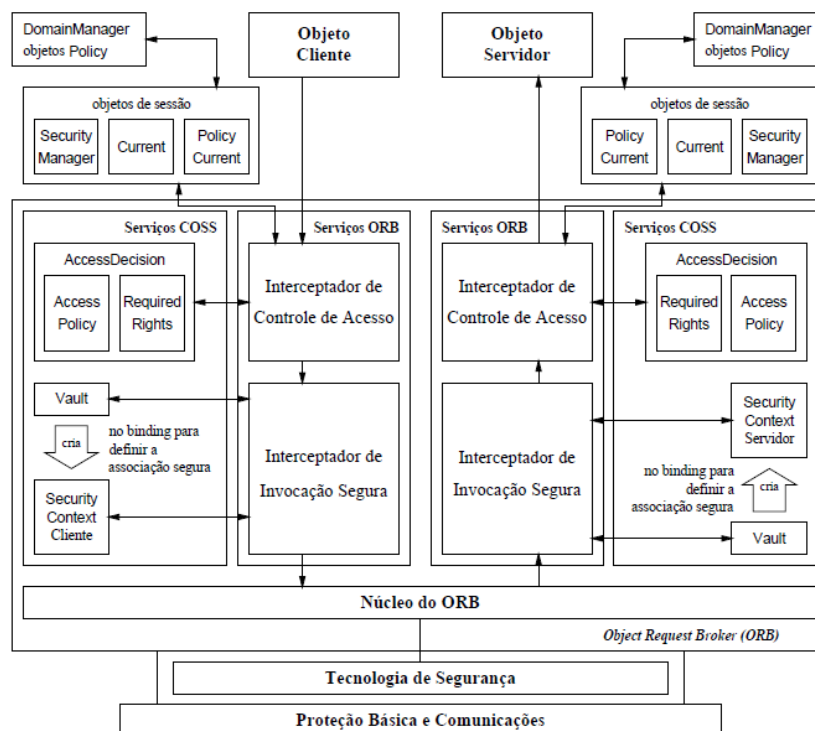 DomainManager
objetos Policy
Objeto
Cliente
Objeto
Servidor
DomainManager
objetos Policy
objetos de sessão
Security
Manager
Current
Policy
Current
objetos de sessão
Policy
Current
Current
Security
Manager
Serviços COSS
Serviços ORB
Serviços ORB
Serviços COSS
AccessDecision
Access
Policy
Required
Rights
Interceptador de
Controle de Acesso
Interceptador de
Controle de Acesso
AccessDecision
Required
Rights
Access
Policy
Vault
cria
no binding para
definir a
associação segura
Security
Context
Cliente
Interceptador de
Invocação Segura
Interceptador de
Invocação Segura
Security
Context
Servidor
no binding para
definir a
associação segura
cria
Vault
Núcleo do ORB
Object Request Broker (ORB)
Tecnologia de Segurança
Proteção Básica e Comunicações